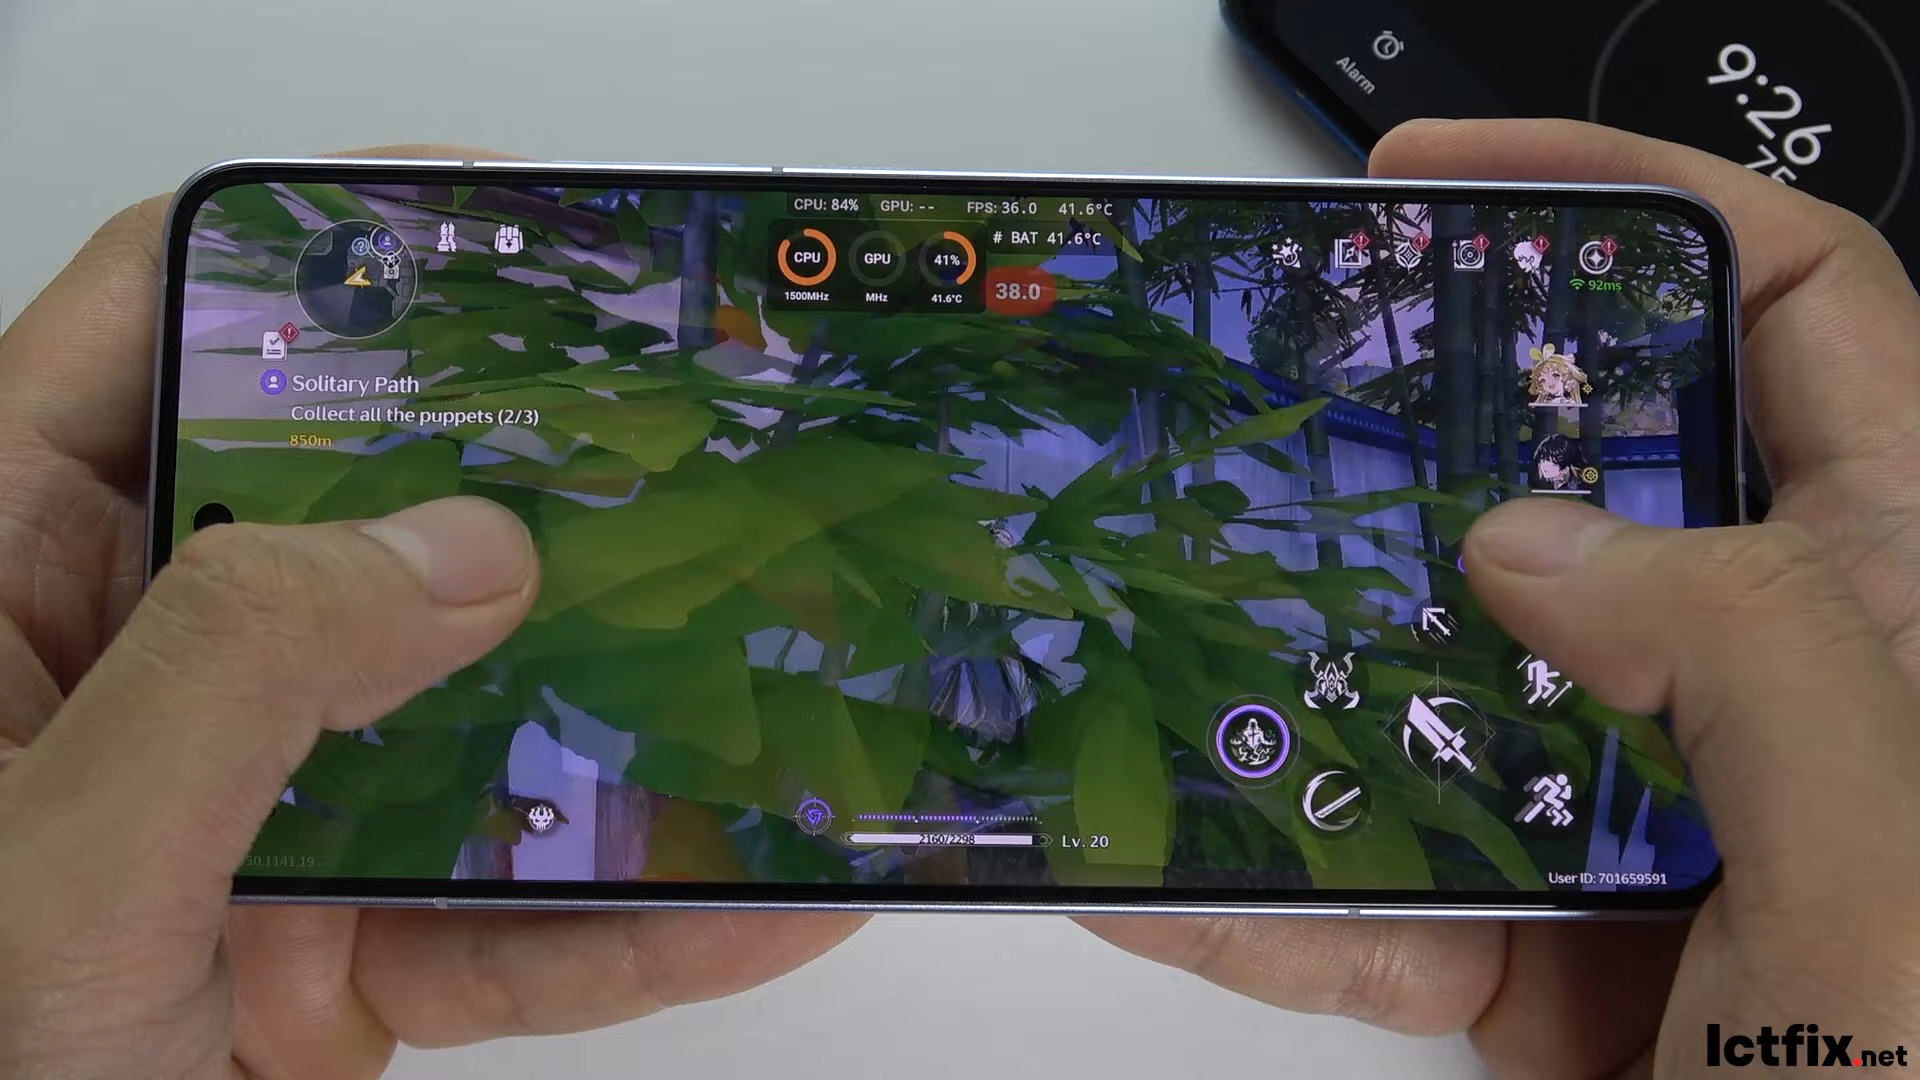 Alarm
9:26
CPU: 84% GPU: -- FPS: 36.0 41.6°C
# BAT 41.6°C
CPU GPU 41%
1500MHz MHz 41.6°C
38.0
92ms
Solitary Path
Collect all the puppets (2/3)
850m
2160/2298
Lv. 20
User ID: 701659591
Ictfix.net